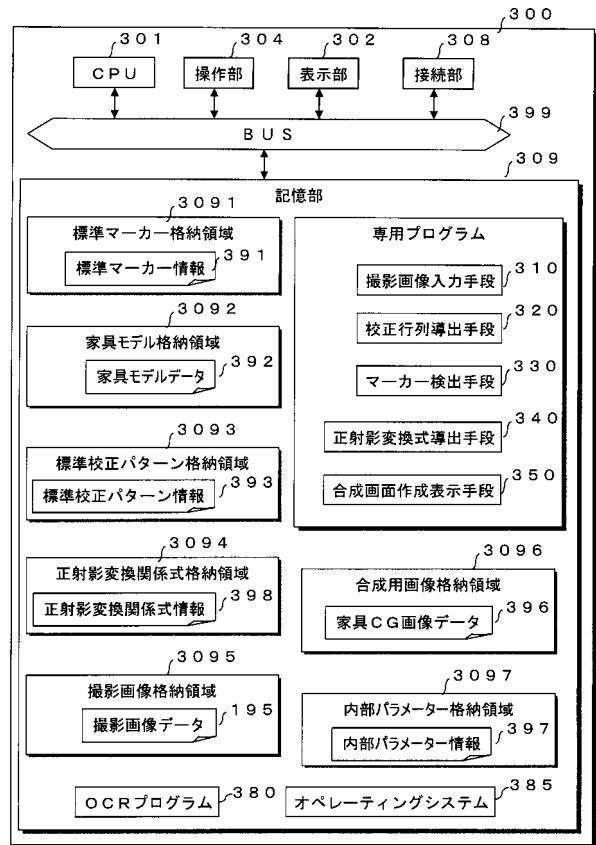 300
301 304 302 308
CPU 操作部 表示部 接続部
BUS
399
309
記憶部
3091
標準マーカー格納領域
標準マーカー情報 391
3092
家具モデル格納領域
家具モデルデータ 392
3093
標準校正パターン格納領域
標準校正パターン情報 393
3094
正射影変換関係式格納領域
正射影変換関係式情報 398
3095
撮影画像格納領域
撮影画像データ 195
専用プログラム
310
撮影画像入力手段
320
校正行列導出手段
330
マーカー検出手段
340
正射影変換式導出手段
350
合成画面作成表示手段
3096
合成用画像格納領域
家具CG画像データ 396
3097
内部パラメーター格納領域
内部パラメーター情報 397
OCRプログラム 380
オペレーティングシステム 385